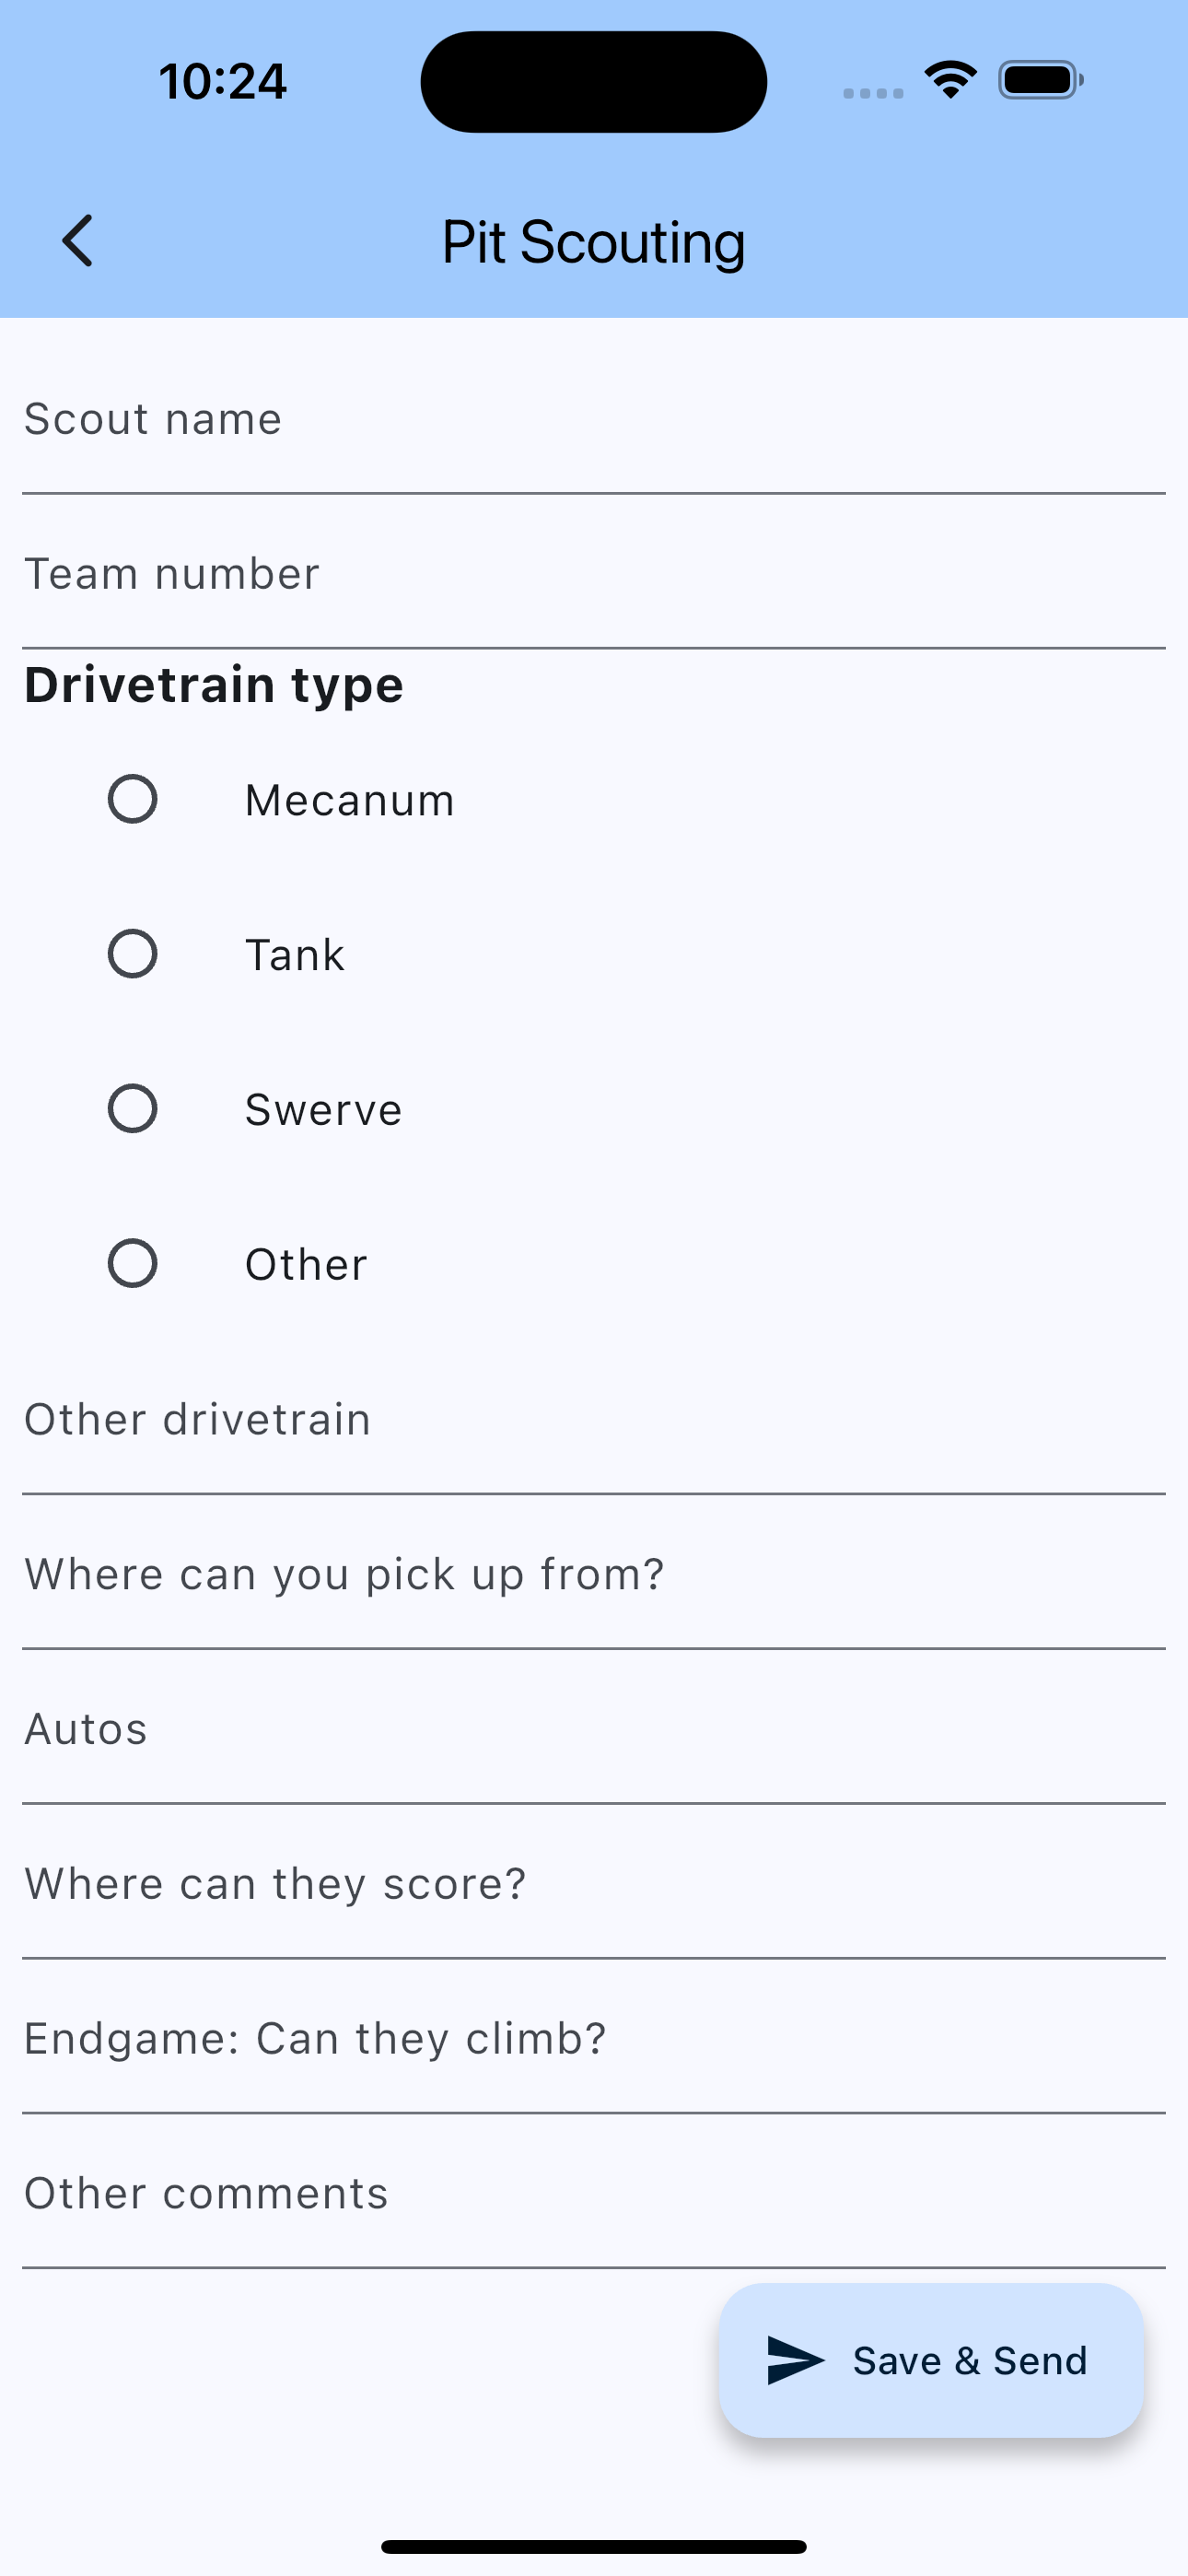 10:24
Pit Scouting
Scout name
Team number
Drivetrain type
Mecanum
Tank
Swerve
Other
Other drivetrain
Where can you pick up from?
Autos
Where can they score?
Endgame: Can they climb?
Other comments
Save & Send